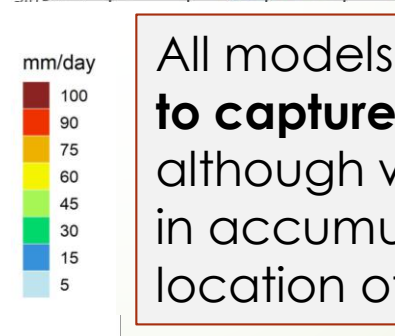 mm/day
100
90
75
60
45
30
15
5
All models
to capture
although
in accumu
location